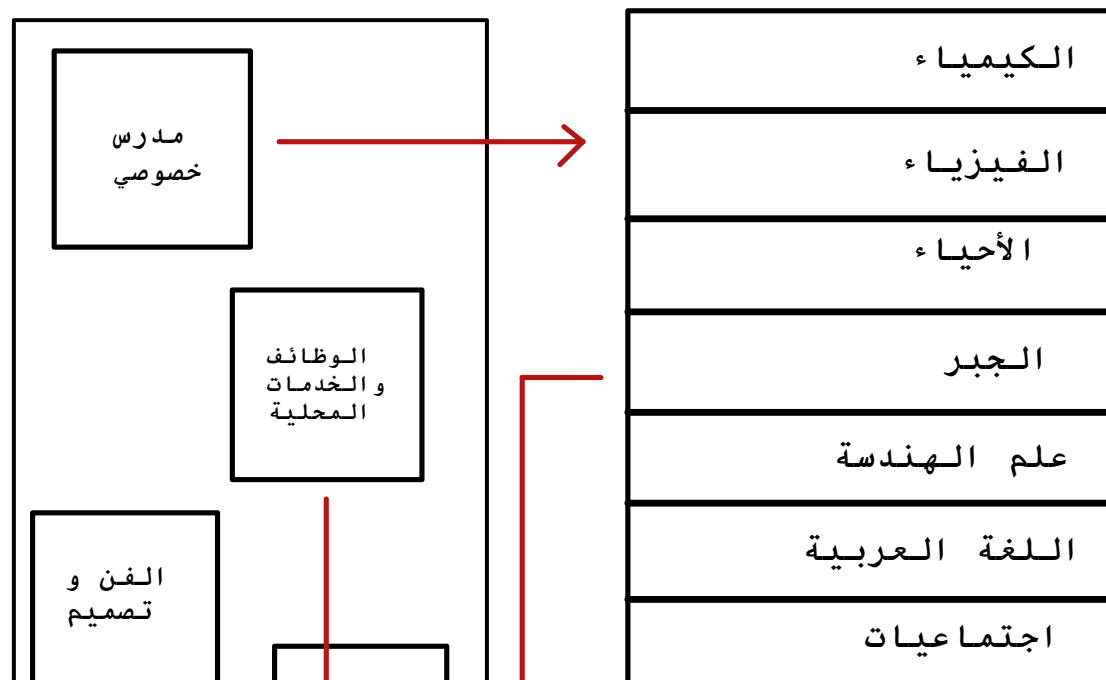 مدرس
خصوصي
الوظائف
والخدمات
المحلية
الفن و
تصميم
الكيمياء
الفيزياء
الأحياء
الجبر
علم الهندسة
اللغة العربية
اجتماعيات